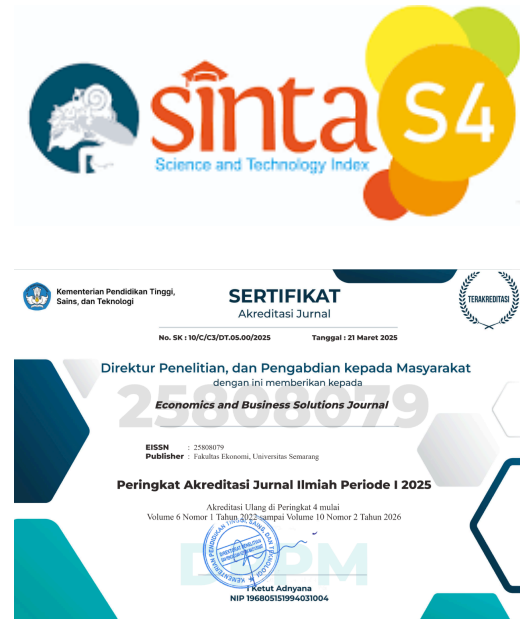 sinta
S4
Science and Technology Index
Kementerian Pendidikan Tinggi,
Sains, dan Teknologi
SERTIFIKAT
Akreditasi Jurnal
TERAKREDITASI
No. SK : 10/C/C3/DT.05.00/2025 Tanggal : 21 Maret 2025
Direktur Penelitian, dan Pengabdian kepada Masyarakat
dengan ini memberikan kepada
25808079
Economics and Business Solutions Journal
EISSN : 25808079
Publisher : Fakultas Ekonomi, Universitas Semarang
Peringkat Akreditasi Jurnal Ilmiah Periode I 2025
Akreditasi Ulang di Peringkat 4 mulai
Volume 6 Nomor 1 Tahun 2022 sampai Volume 10 Nomor 2 Tahun 2026
I Ketut Adnyana
NIP 196805151994031004